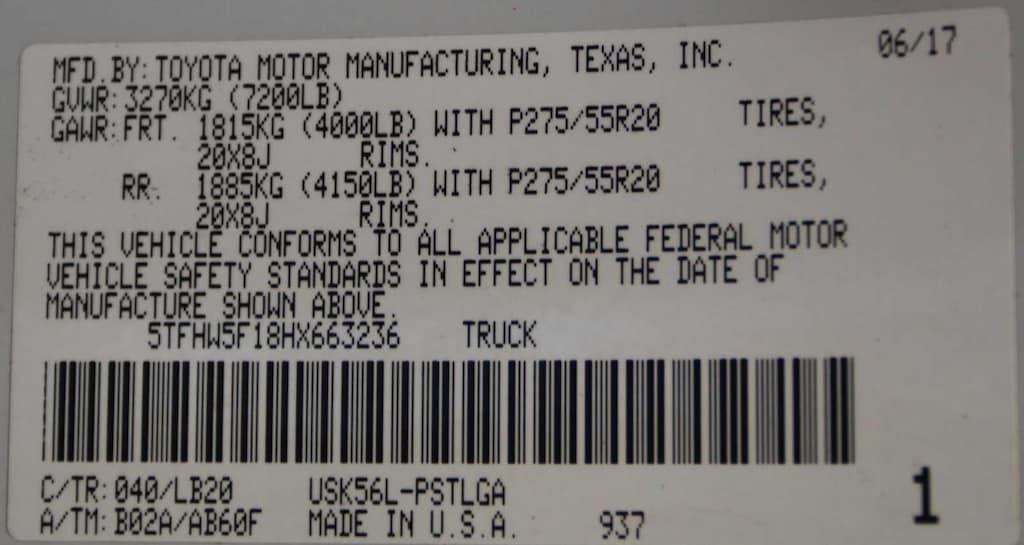 06/17
MFD.BY: TOYOTA MOTOR MANUFACTURING, TEXAS, INC.
GVWR: 3270KG (7200LB)
GAWR: FRT. 1815KG (4000LB) WITH P275/55R20 TIRES,
20X8J RIMS.
RR. 1885KG (4150LB) WITH P275/55R20 TIRES,
20X8J RIMS.
THIS VEHICLE CONFORMS TO ALL APPLICABLE FEDERAL MOTOR
VEHICLE SAFETY STANDARDS IN EFFECT ON THE DATE OF
MANUFACTURE SHOWN ABOVE.
5TFHW5F18HX663236 TRUCK
C/TR: 040/LB20 USK56L-PSTLGA
A/TM: B02A/AB60F MADE IN U.S.A. 937
1